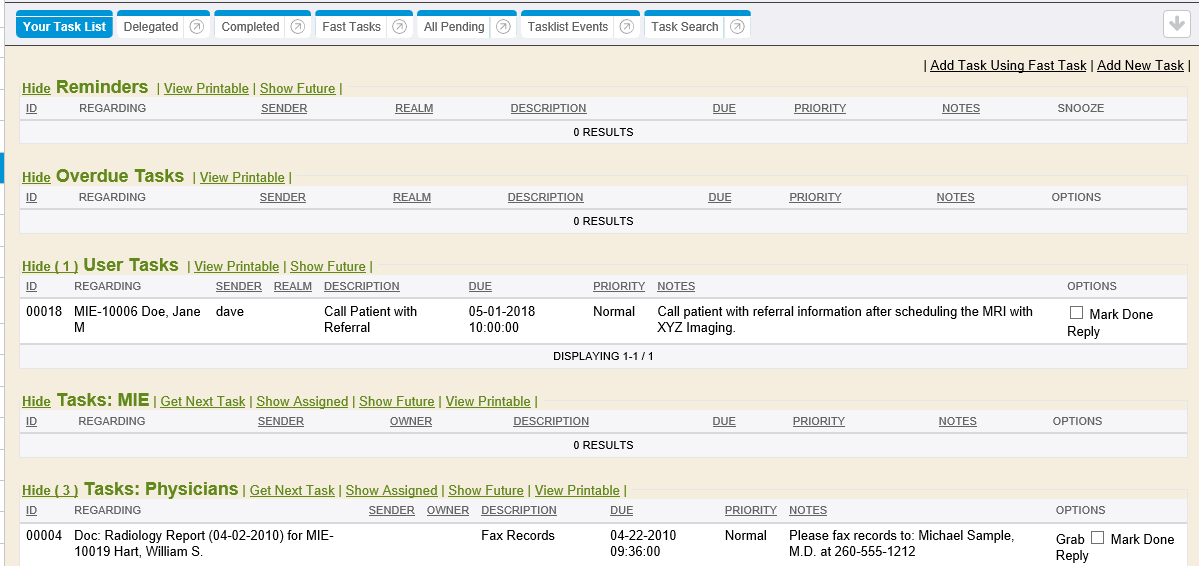 Your Task List Delegated Completed Fast Tasks All Pending Tasklist Events Task Search
| Add Task Using Fast Task | Add New Task |
Hide Reminders | View Printable | Show Future |
ID REGARDING SENDER REALM DESCRIPTION DUE PRIORITY NOTES SNOOZE
0 RESULTS
Hide Overdue Tasks | View Printable |
ID REGARDING SENDER REALM DESCRIPTION DUE PRIORITY NOTES OPTIONS
0 RESULTS
Hide ( 1 ) User Tasks | View Printable | Show Future |
ID REGARDING SENDER REALM DESCRIPTION DUE PRIORITY NOTES OPTIONS
00018 MIE-10006 Doe, Jane dave Call Patient with 05-01-2018 Normal Call patient with referral information after scheduling the MRI with Mark Done
M Referral 10:00:00 XYZ Imaging. Reply
DISPLAYING 1-1 / 1
Hide Tasks: MIE | Get Next Task | Show Assigned | Show Future | View Printable |
ID REGARDING SENDER OWNER DESCRIPTION DUE PRIORITY NOTES OPTIONS
0 RESULTS
Hide ( 3 ) Tasks: Physicians | Get Next Task | Show Assigned | Show Future | View Printable |
ID REGARDING SENDER OWNER DESCRIPTION DUE PRIORITY NOTES OPTIONS
00004 Doc: Radiology Report (04-02-2010) for MIE- Fax Records 04-22-2010 Normal Please fax records to: Michael Sample, Grab Mark Done
10019 Hart, William S. 09:36:00 M.D. at 260-555-1212 Reply